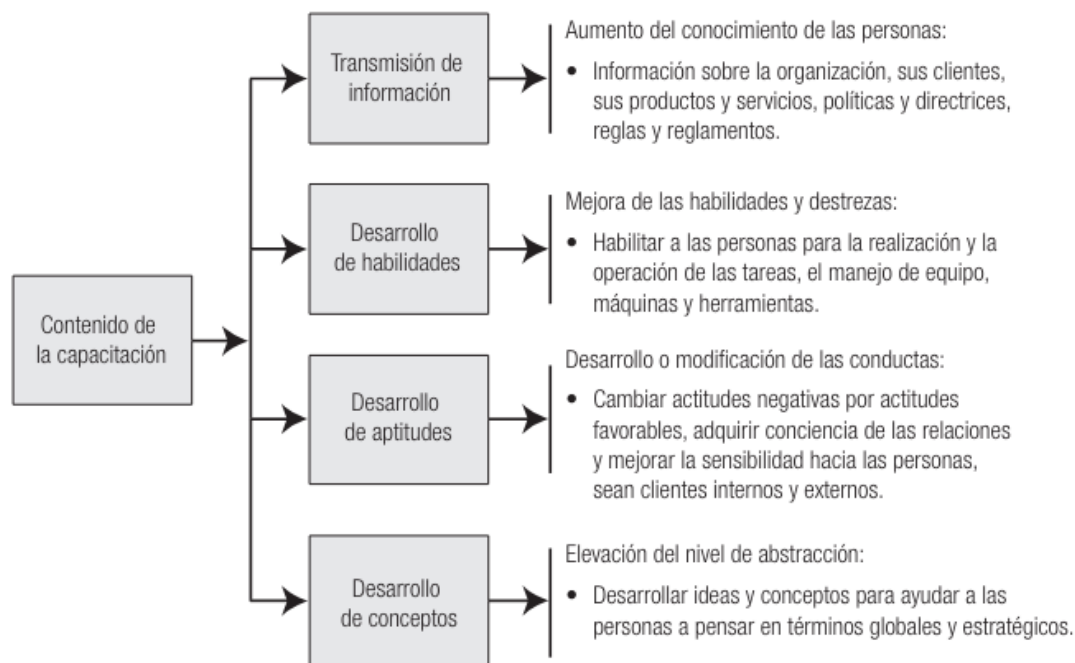 Contenido de
la capacitación
Transmisión de
información
Aumento del conocimiento de las personas:
• Información sobre la organización, sus clientes,
sus productos y servicios, políticas y directrices,
reglas y reglamentos.
Desarrollo
de habilidades
Mejora de las habilidades y destrezas:
• Habilitar a las personas para la realización y la
operación de las tareas, el manejo de equipo,
máquinas y herramientas.
Desarrollo
de aptitudes
Desarrollo o modificación de las conductas:
• Cambiar actitudes negativas por actitudes
favorables, adquirir conciencia de las relaciones
y mejorar la sensibilidad hacia las personas,
sean clientes internos y externos.
Desarrollo
de conceptos
Elevación del nivel de abstracción:
• Desarrollar ideas y conceptos para ayudar a las
personas a pensar en términos globales y estratégicos.